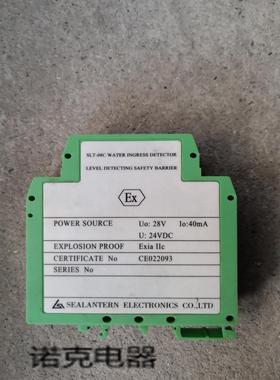 SLT-08C WATER INGRESS DETECTOR
LEVEL DETECTING SAFETY BARRIER
Ex
POWER SOURCE Uo: 28V Io:40mA
U: 24VDC
EXPLOSION PROOF Exia IIc
CERTIFICATE No CE022093
SERIES No
SEALANTERN ELECTRONICS CO.,LTD
诺克电器